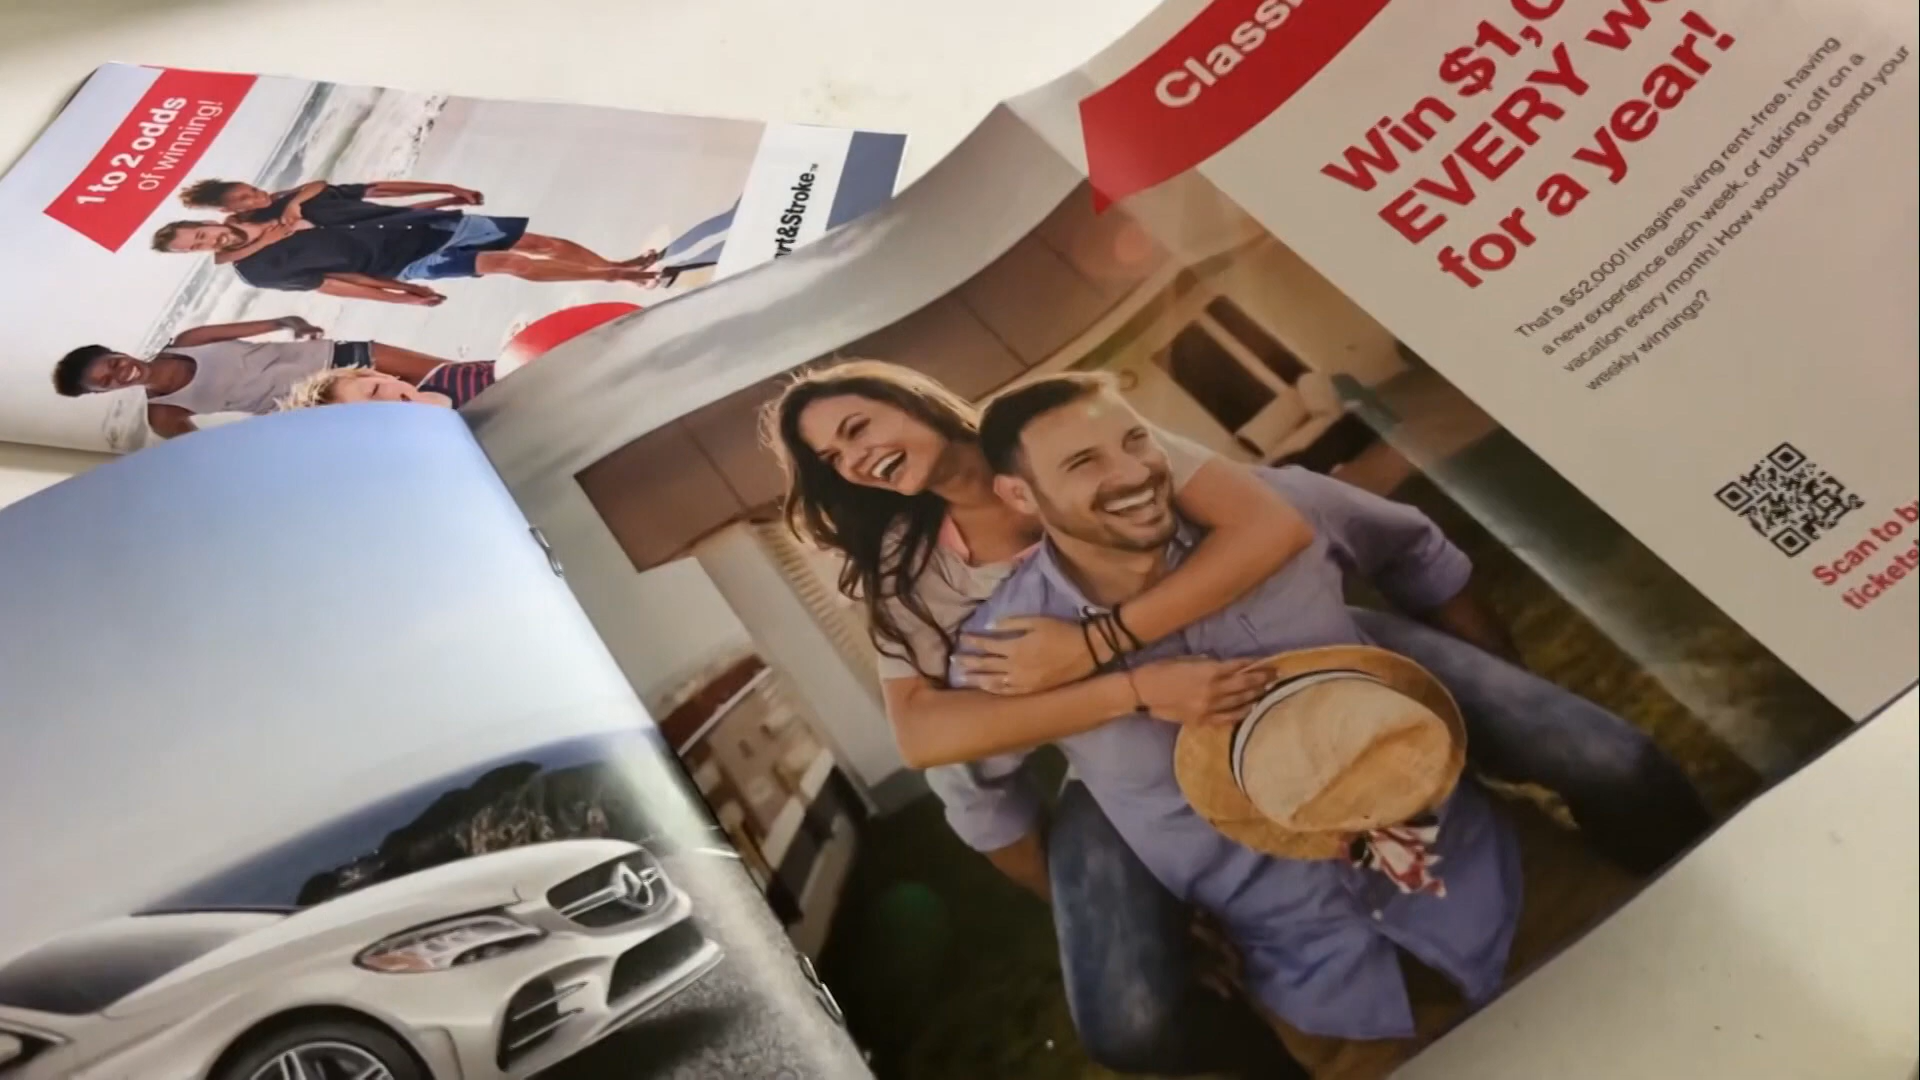 1 to 2 odds
of winning!
rt&Stroke™
Classi
Win $1,0
EVERY we
for a year!
That's $52,000! Imagine living rent-free, having
a new experience each week, or taking off on a
vacation every month! How would you spend your
weekly winnings?
Scan to b
tickets